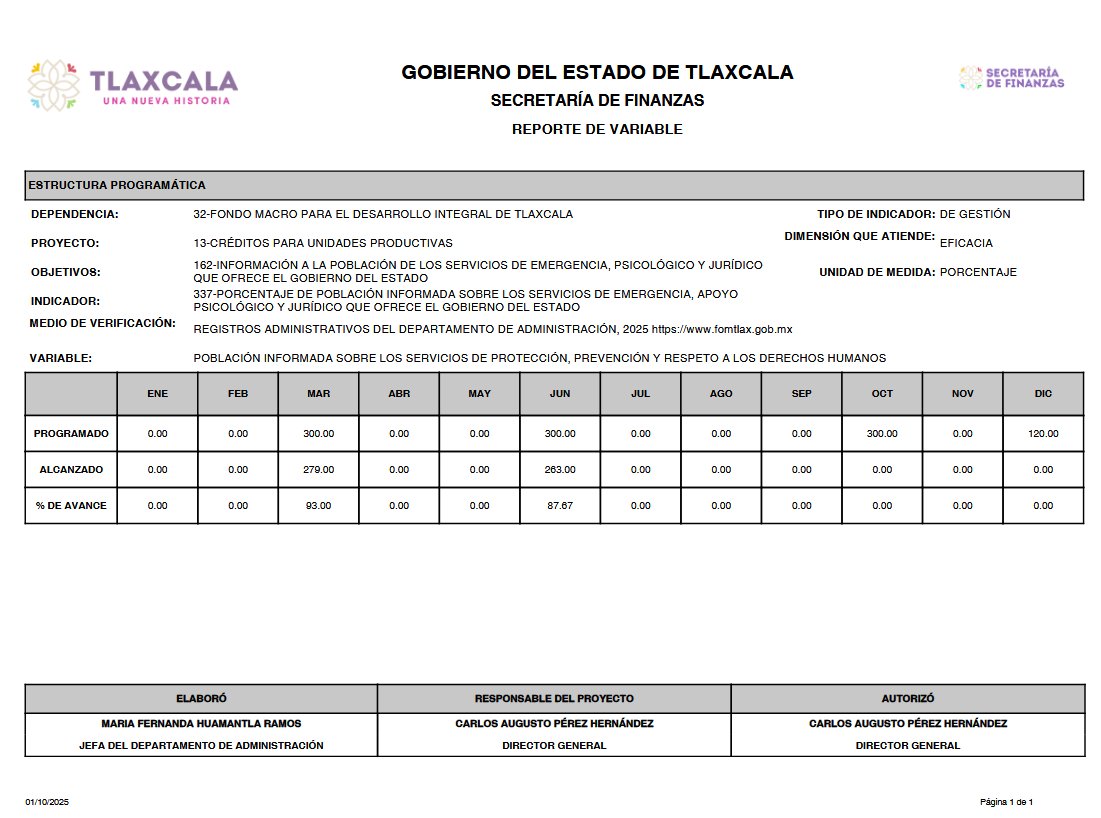 TLAXCALA
UNA NUEVA HISTORIA
GOBIERNO DEL ESTADO DE TLAXCALA
SECRETARÍA DE FINANZAS
REPORTE DE VARIABLE
SECRETARÍA
DE FINANZAS
ESTRUCTURA PROGRAMÁTICA
DEPENDENCIA: 32-FONDO MACRO PARA EL DESARROLLO INTEGRAL DE TLAXCALA TIPO DE INDICADOR: DE GESTIÓN
PROYECTO: 13-CRÉDITOS PARA UNIDADES PRODUCTIVAS DIMENSIÓN QUE ATIENDE: EFICACIA
OBJETIVOS: 162-INFORMACIÓN A LA POBLACIÓN DE LOS SERVICIOS DE EMERGENCIA, PSICOLÓGICO Y JURÍDICO
QUE OFRECE EL GOBIERNO DEL ESTADO UNIDAD DE MEDIDA: PORCENTAJE
INDICADOR: 337-PORCENTAJE DE POBLACIÓN INFORMADA SOBRE LOS SERVICIOS DE EMERGENCIA, APOYO
PSICOLÓGICO Y JURÍDICO QUE OFRECE EL GOBIERNO DEL ESTADO
MEDIO DE VERIFICACIÓN: REGISTROS ADMINISTRATIVOS DEL DEPARTAMENTO DE ADMINISTRACIÓN, 2025 https://www.fomtlax.gob.mx
VARIABLE: POBLACIÓN INFORMADA SOBRE LOS SERVICIOS DE PROTECCIÓN, PREVENCIÓN Y RESPETO A LOS DERECHOS HUMANOS
ENE FEB MAR ABR MAY JUN JUL AGO SEP OCT NOV DIC
PROGRAMADO 0.00 0.00 300.00 0.00 0.00 300.00 0.00 0.00 0.00 300.00 0.00 120.00
ALCANZADO 0.00 0.00 279.00 0.00 0.00 263.00 0.00 0.00 0.00 0.00 0.00 0.00
% DE AVANCE 0.00 0.00 93.00 0.00 0.00 87.67 0.00 0.00 0.00 0.00 0.00 0.00
ELABORÓ RESPONSABLE DEL PROYECTO AUTORIZÓ
MARIA FERNANDA HUAMANTLA RAMOS CARLOS AUGUSTO PÉREZ HERNÁNDEZ CARLOS AUGUSTO PÉREZ HERNÁNDEZ
JEFA DEL DEPARTAMENTO DE ADMINISTRACIÓN DIRECTOR GENERAL DIRECTOR GENERAL
01/10/2025 Página 1 de 1